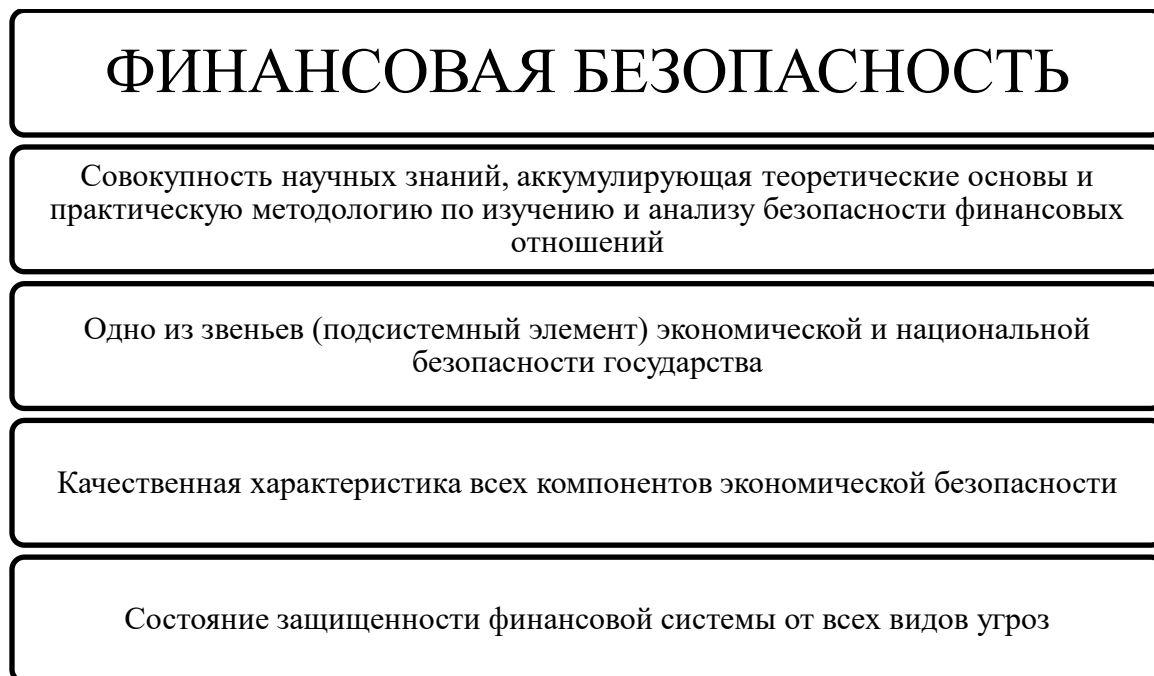 ФИНАНСОВАЯ БЕЗОПАСНОСТЬ
Совокупность научных знаний, аккумулирующая теоретические основы и
практическую методологию по изучению и анализу безопасности финансовых
отношений
Одно из звеньев (подсистемный элемент) экономической и национальной
безопасности государства
Качественная характеристика всех компонентов экономической безопасности
Состояние защищенности финансовой системы от всех видов угроз